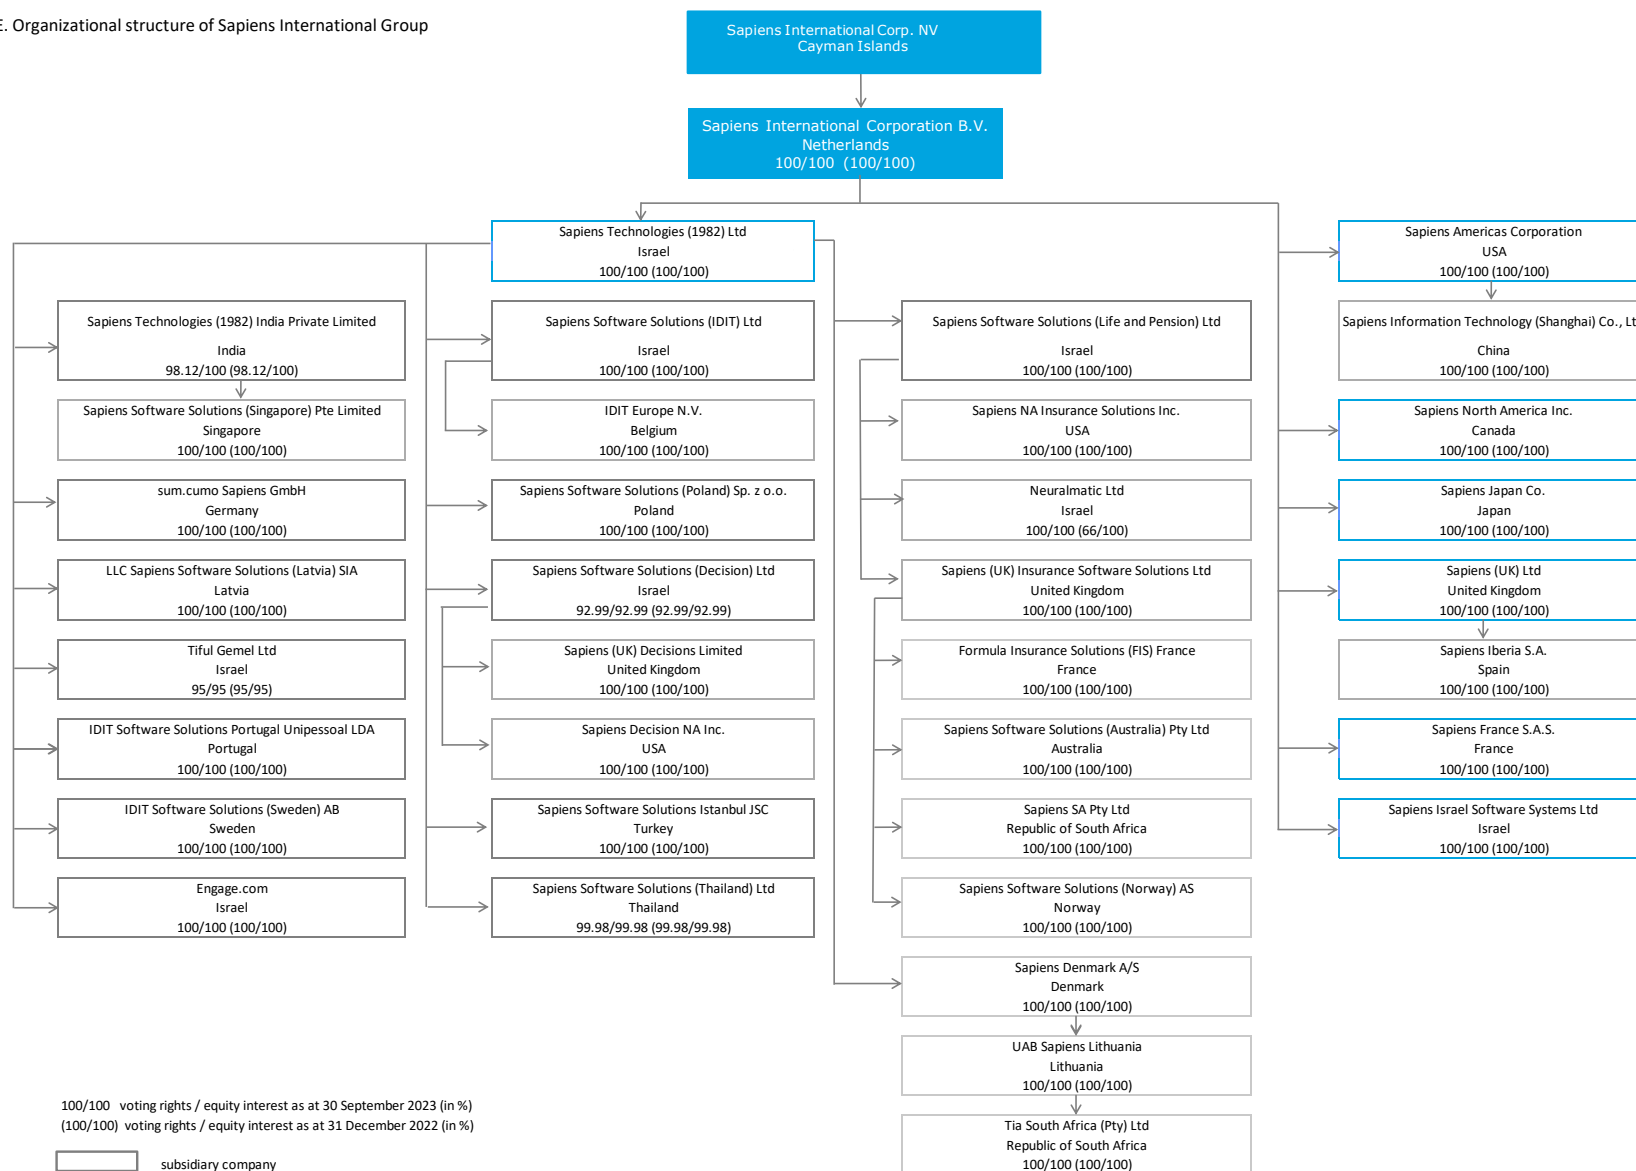 E. Organizational structure of Sapiens International Group
Sapiens International Corp. NV
Cayman Islands
Sapiens International Corporation B.V.
Netherlands
100/100 (100/100)
Sapiens Technologies (1982) Ltd
Israel
100/100 (100/100)
Sapiens Americas Corporation
USA
100/100 (100/100)
Sapiens Technologies (1982) India Private Limited
India
98.12/100 (98.12/100)
Sapiens Software Solutions (IDIT) Ltd
Israel
100/100 (100/100)
Sapiens Software Solutions (Life and Pension) Ltd
Israel
100/100 (100/100)
Sapiens Information Technology (Shanghai) Co., Lt
China
100/100 (100/100)
Sapiens Software Solutions (Singapore) Pte Limited
Singapore
100/100 (100/100)
IDIT Europe N.V.
Belgium
100/100 (100/100)
Sapiens NA Insurance Solutions Inc.
USA
100/100 (100/100)
Sapiens North America Inc.
Canada
100/100 (100/100)
sum.cumo Sapiens GmbH
Germany
100/100 (100/100)
Sapiens Software Solutions (Poland) Sp. z o.o.
Poland
100/100 (100/100)
Neuralmatic Ltd
Israel
100/100 (66/100)
Sapiens Japan Co.
Japan
100/100 (100/100)
LLC Sapiens Software Solutions (Latvia) SIA
Latvia
100/100 (100/100)
Sapiens Software Solutions (Decision) Ltd
Israel
92.99/92.99 (92.99/92.99)
Sapiens (UK) Insurance Software Solutions Ltd
United Kingdom
100/100 (100/100)
Sapiens (UK) Ltd
United Kingdom
100/100 (100/100)
Tiful Gemel Ltd
Israel
95/95 (95/95)
Sapiens (UK) Decisions Limited
United Kingdom
100/100 (100/100)
Formula Insurance Solutions (FIS) France
France
100/100 (100/100)
Sapiens Iberia S.A.
Spain
100/100 (100/100)
IDIT Software Solutions Portugal Unipessoal LDA
Portugal
100/100 (100/100)
Sapiens Decision NA Inc.
USA
100/100 (100/100)
Sapiens Software Solutions (Australia) Pty Ltd
Australia
100/100 (100/100)
Sapiens France S.A.S.
France
100/100 (100/100)
IDIT Software Solutions (Sweden) AB
Sweden
100/100 (100/100)
Sapiens Software Solutions Istanbul JSC
Turkey
100/100 (100/100)
Sapiens SA Pty Ltd
Republic of South Africa
100/100 (100/100)
Sapiens Israel Software Systems Ltd
Israel
100/100 (100/100)
Engage.com
Israel
100/100 (100/100)
Sapiens Software Solutions (Thailand) Ltd
Thailand
99.98/99.98 (99.98/99.98)
Sapiens Software Solutions (Norway) AS
Norway
100/100 (100/100)
Sapiens Denmark A/S
Denmark
100/100 (100/100)
UAB Sapiens Lithuania
Lithuania
100/100 (100/100)
Tia South Africa (Pty) Ltd
Republic of South Africa
100/100 (100/100)
100/100 voting rights / equity interest as at 30 September 2023 (in %)
(100/100) voting rights / equity interest as at 31 December 2022 (in %)
subsidiary company